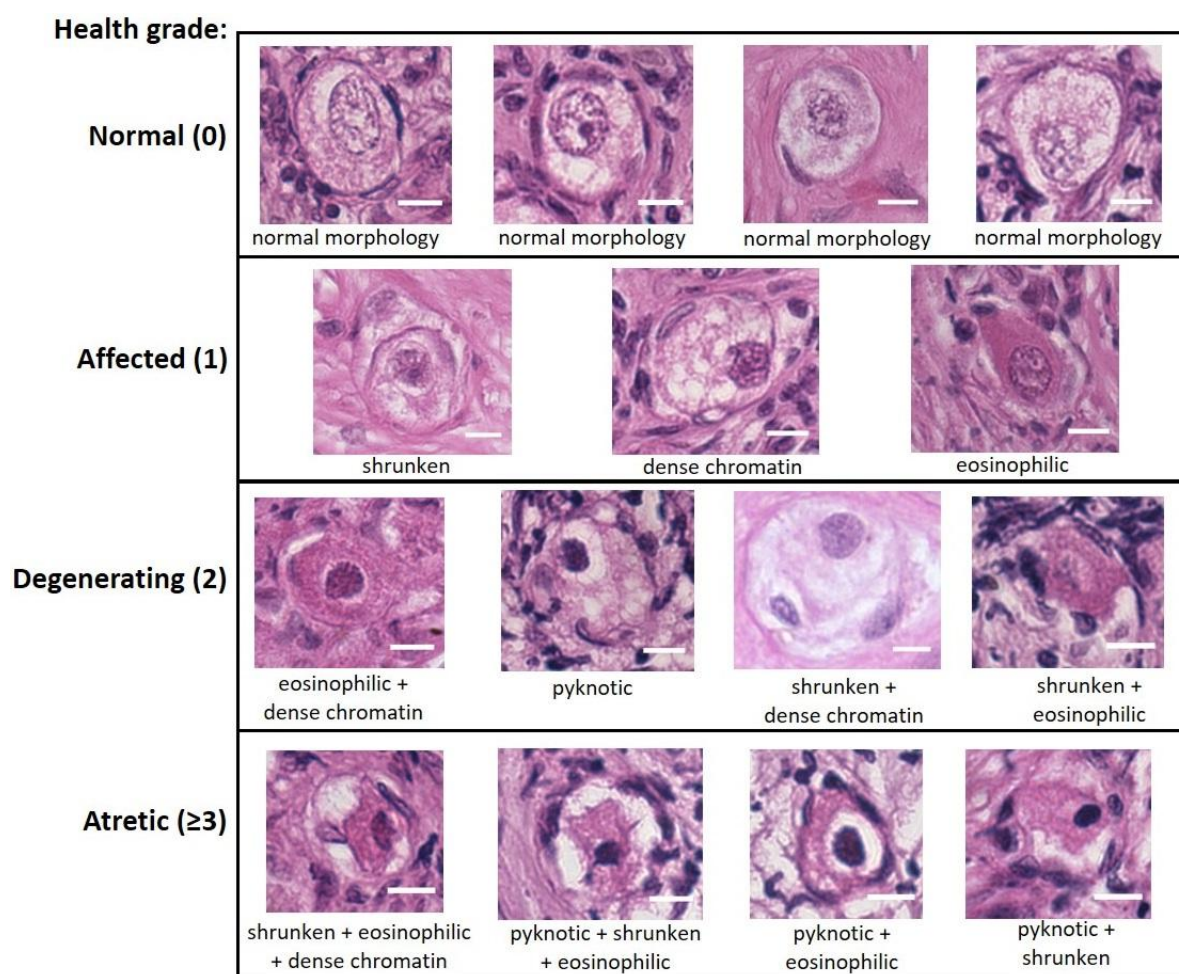 Health grade:
Normal (0)
normal morphology
normal morphology
normal morphology
normal morphology
Affected (1)
shrunken
dense chromatin
eosinophilic
Degenerating (2)
eosinophilic +
dense chromatin
pyknotic
shrunken +
dense chromatin
shrunken +
eosinophilic
Atretic (≥3)
shrunken + eosinophilic
+ dense chromatin
pyknotic + shrunken
+ eosinophilic
pyknotic +
eosinophilic
pyknotic +
shrunken